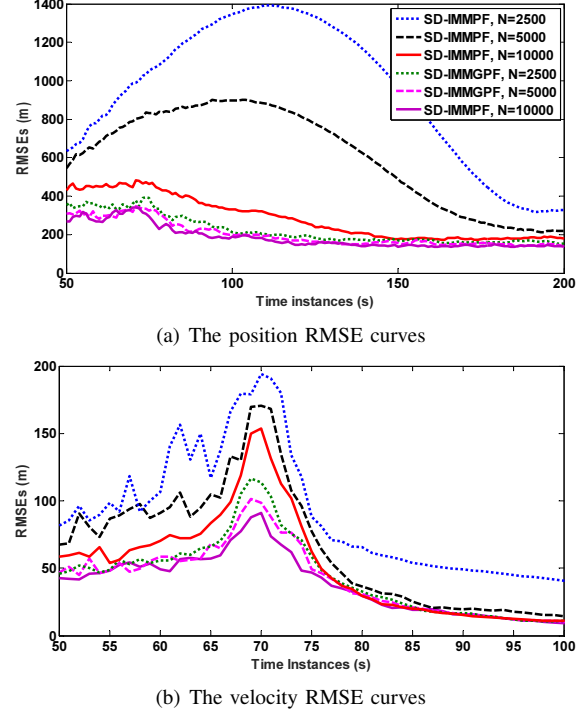 1400
1200
1000
800
600
400
200
0
RMSEs (m)
SD-IMMPF, N=2500
SD-IMMPF, N=5000
SD-IMMPF, N=10000
SD-IMMGPF, N=2500
SD-IMMGPF, N=5000
SD-IMMPF, N=10000
50 100 150 200
Time instances (s)
(a) The position RMSE curves
200
150
100
50
0
RMSEs (m)
50 55 60 65 70 75 80 85 90 95 100
Time Instances (s)
(b) The velocity RMSE curves